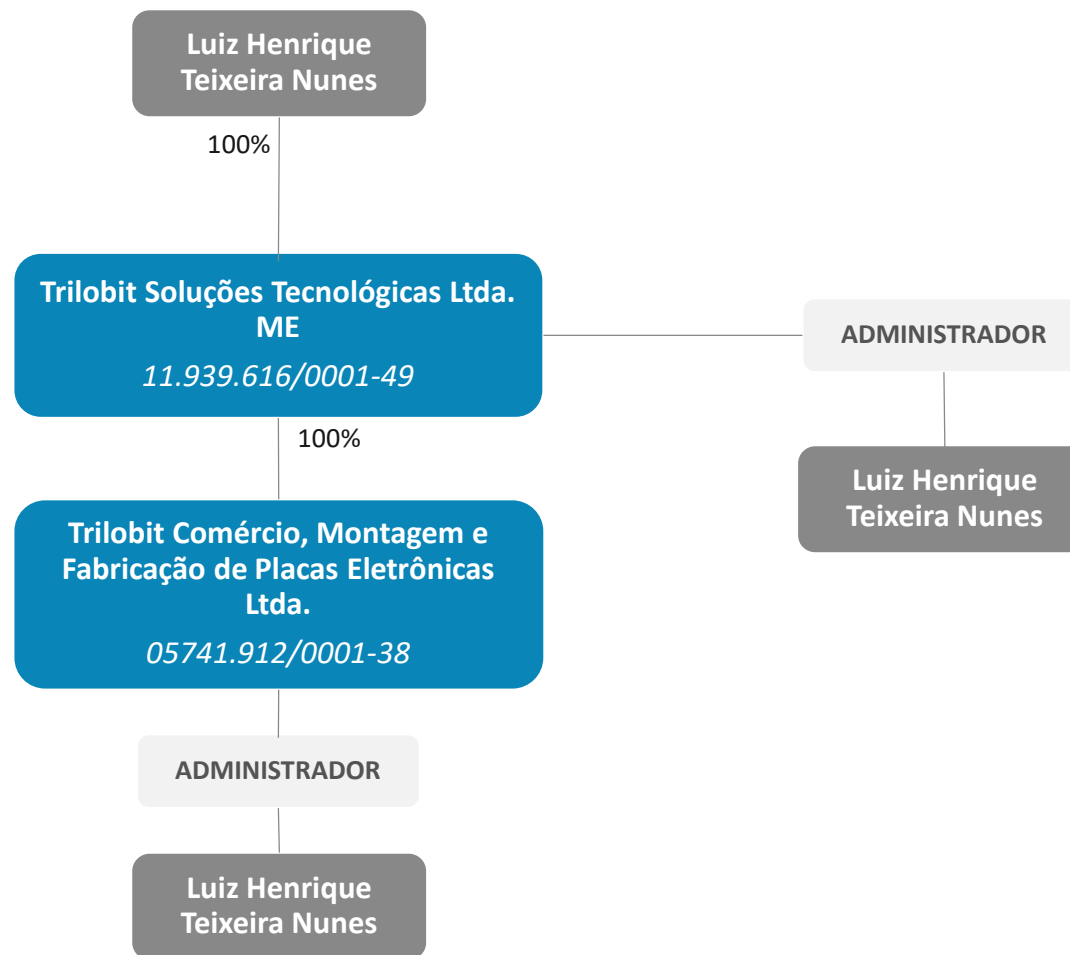 Luiz Henrique
Teixeira Nunes
100%
Trilobit Soluções Tecnológicas Ltda.
ME
11.939.616/0001-49
ADMINISTRADOR
Luiz Henrique
Teixeira Nunes
100%
Trilobit Comércio, Montagem e
Fabricação de Placas Eletrônicas
Ltda.
05741.912/0001-38
ADMINISTRADOR
Luiz Henrique
Teixeira Nunes